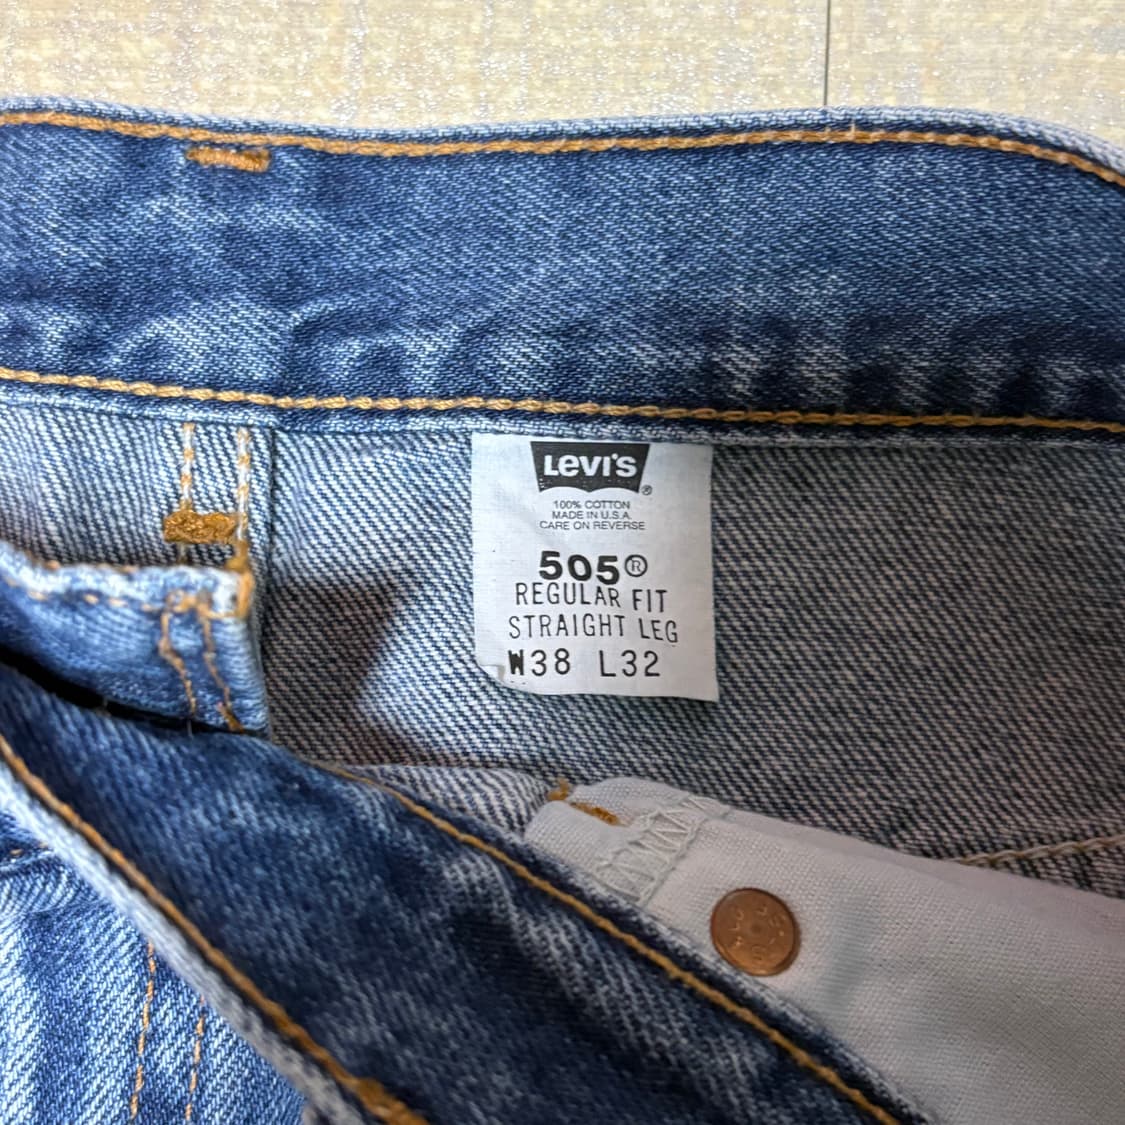 LEVI'S ®
100% COTTON
MADE IN U.S.A.
CARE ON REVERSE
505®
REGULAR FIT
STRAIGHT LEG
W38 L32